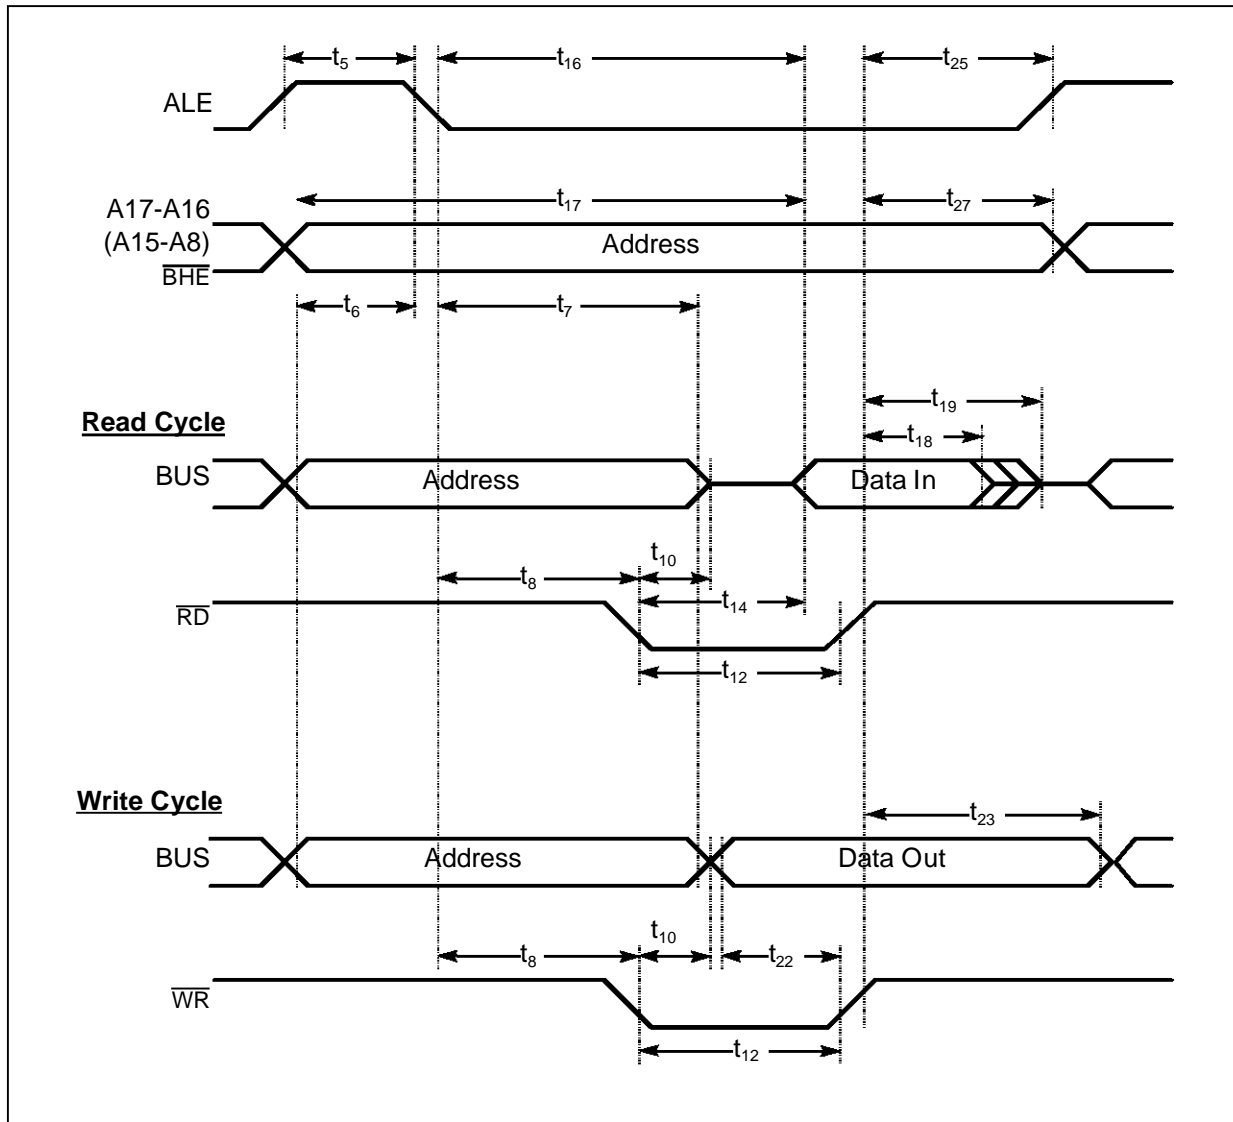 t5 t16 t25
ALE
A17-A16 t17 t27
(A15-A8) Address
BHE
t6 t7
t19
Read Cycle t18
BUS Address Data In
t10
t8
t14
RD
t12
Write Cycle t23
BUS Address Data Out
t10
t8 t22
WR
t12